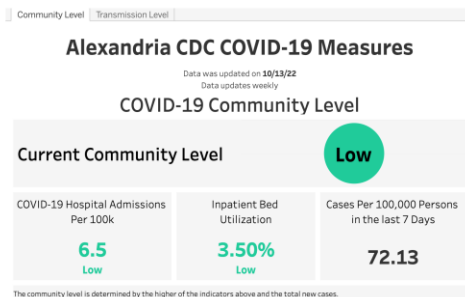 Community Level
Transmission Level
Alexandria CDC COVID-19 Measures
Data was updated on 10/13/22
Data updates weekly
COVID-19 Community Level
Current Community Level
Low
COVID-19 Hospital Admissions
Per 100k
6.5
Low
Inpatient Bed
Utilization
3.50%
Low
Cases Per 100,000 Persons
in the last 7 Days
72.13
The community level is determined by the higher of the indicators above and the total new cases.